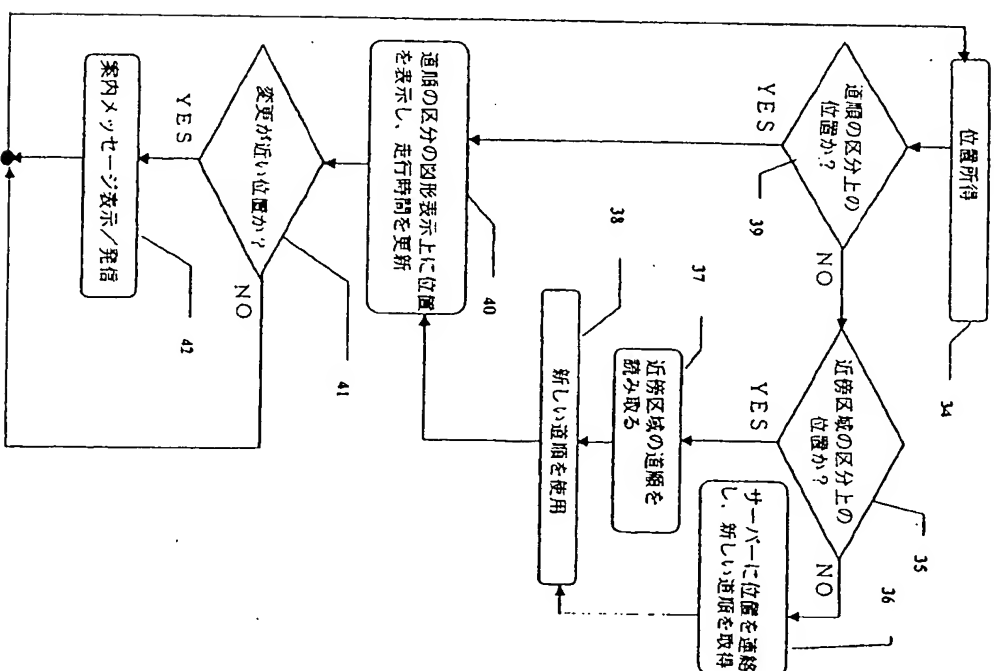 位置所得
34
道順の区分上の
位置か?
39
YES
NO
近傍区域の区分上の
位置か?
35
YES
NO
サーバーに位置を連絡
し、新しい道順を取得
36
近傍区域の道順を
読み取る
37
新しい道順を使用
38
道順の区分の図形表示上に位置
を表示し、走行時間を更新
40
変更が近い位置か?
41
YES
NO
案内メッセージ表示/発信
42